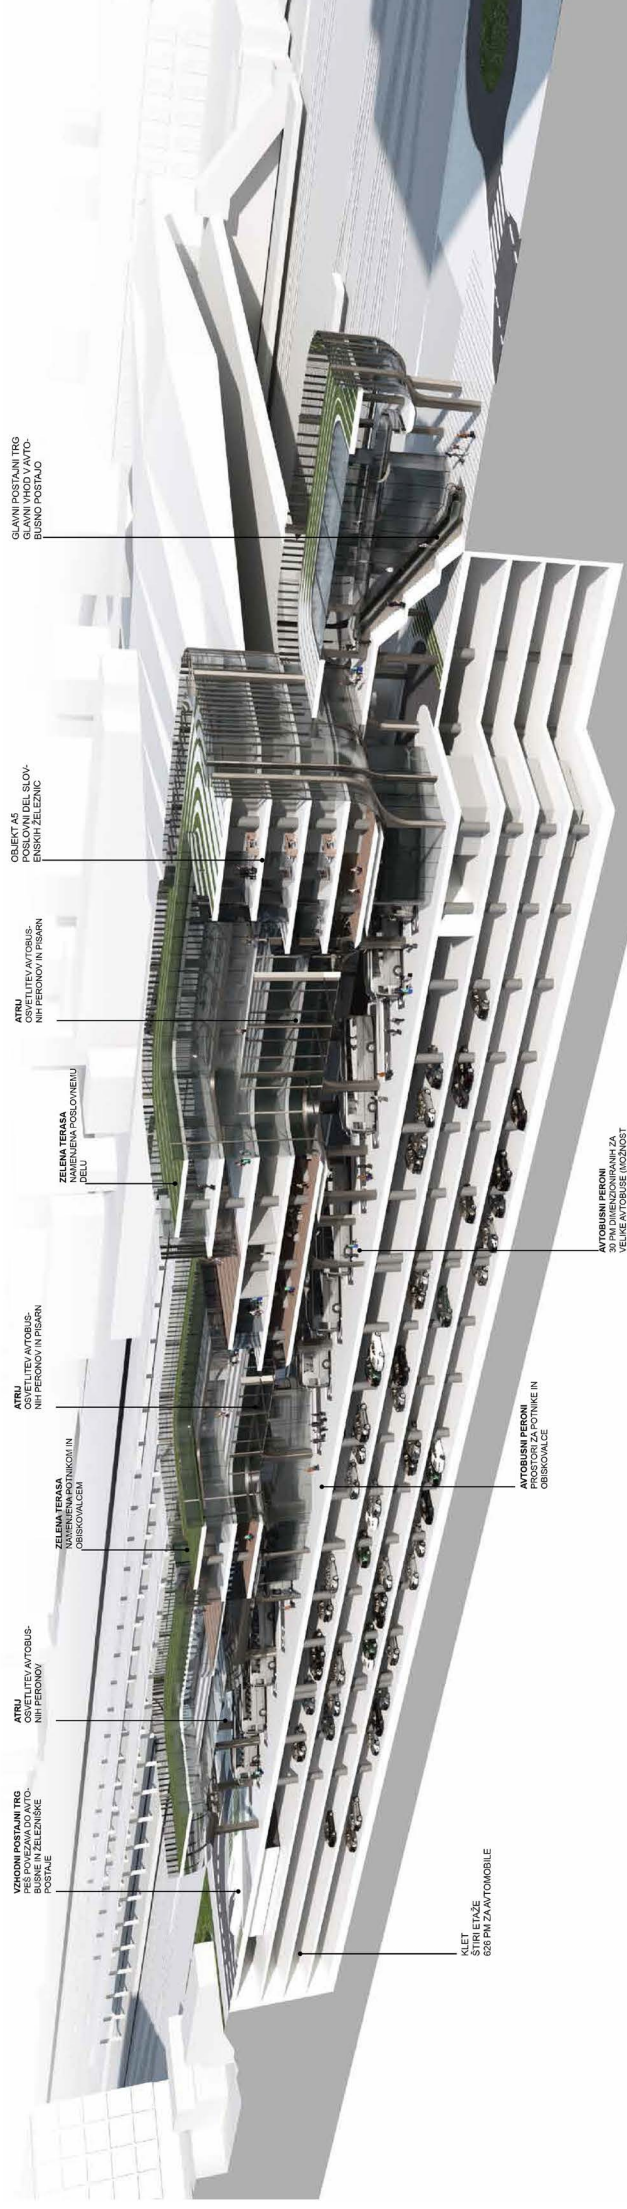 VZHODNI POSTAJNI TRG
PEŠ POVEZAVA DO AVTO-
BUSNE IN ŽELEZNIŠKE
POSTAJE
ATRIJ
OSVETLITEV AVTOBUS-
NIH PERONOV
ZELENA TERASA
NAMENJENA POTNIKOM IN
OBISKOVALCEM
ATRIJ
OSVETLITEV AVTOBUS-
NIH PERONOV IN PISARN
ZELENA TERASA
NAMENJENA POSLOVNEMU
DELU
ATRIJ
OSVETLITEV AVTOBUS-
NIH PERONOV IN PISARN
OBJEKT A5
POSLOVNI DEL SLOV-
ENSKIH ŽELEZNIC
GLAVNI POSTAJNI TRG
GLAVNI VHOD V AVTO-
BUSNO POSTAJO
KLET
ŠTIRI ETAŽE
626 PM ZA AVTOMOBILE
AVTOBUSNI PERONI
PROSTORI ZA POTNIKE IN
OBISKOVALCE
AVTOBUSNI PERONI
30 PM DIMENZIONIRANIH ZA
VELIKE AVTOBUSE (MOŽNOST